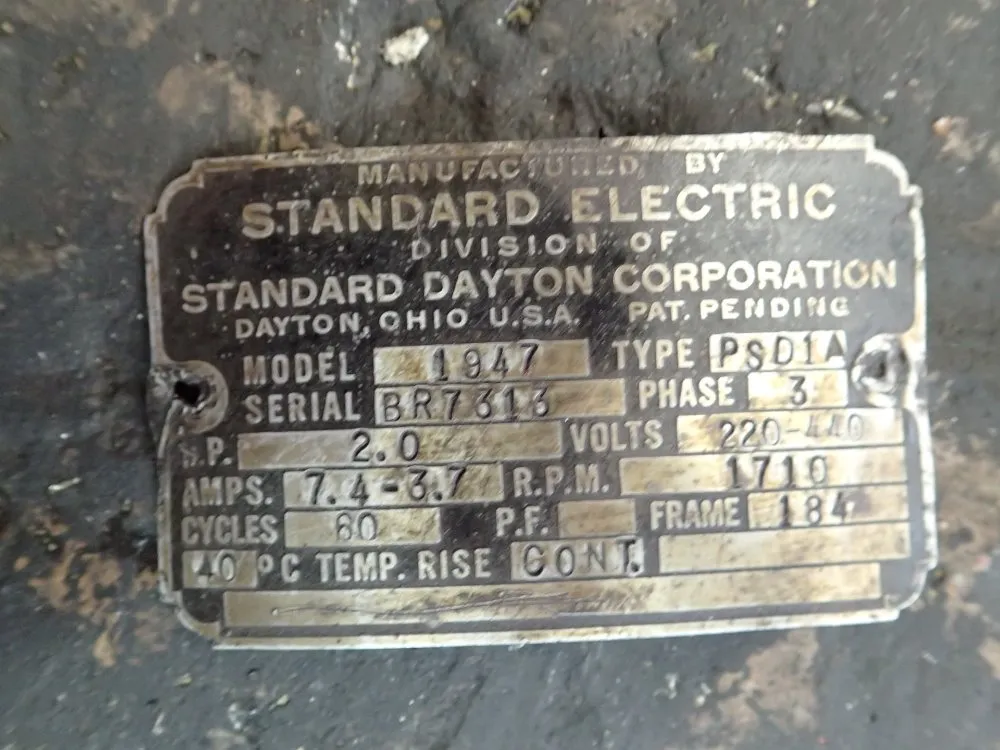 MANUFACTURED BY
STANDARD ELECTRIC
DIVISION OF
STANDARD DAYTON CORPORATION
DAYTON, OHIO U.S.A. PAT. PENDING
MODEL 1947 TYPE PSD1A
SERIAL BR7313 PHASE 3
H.P. 2.0 VOLTS 220-440
AMPS. 7.4-3.7 R.P.M. 1710
CYCLES 60 P.F. FRAME 184
40 °C TEMP. RISE CONT.